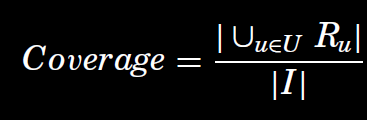 Coverage = | ∪_{u∈U} R_u| / |I|